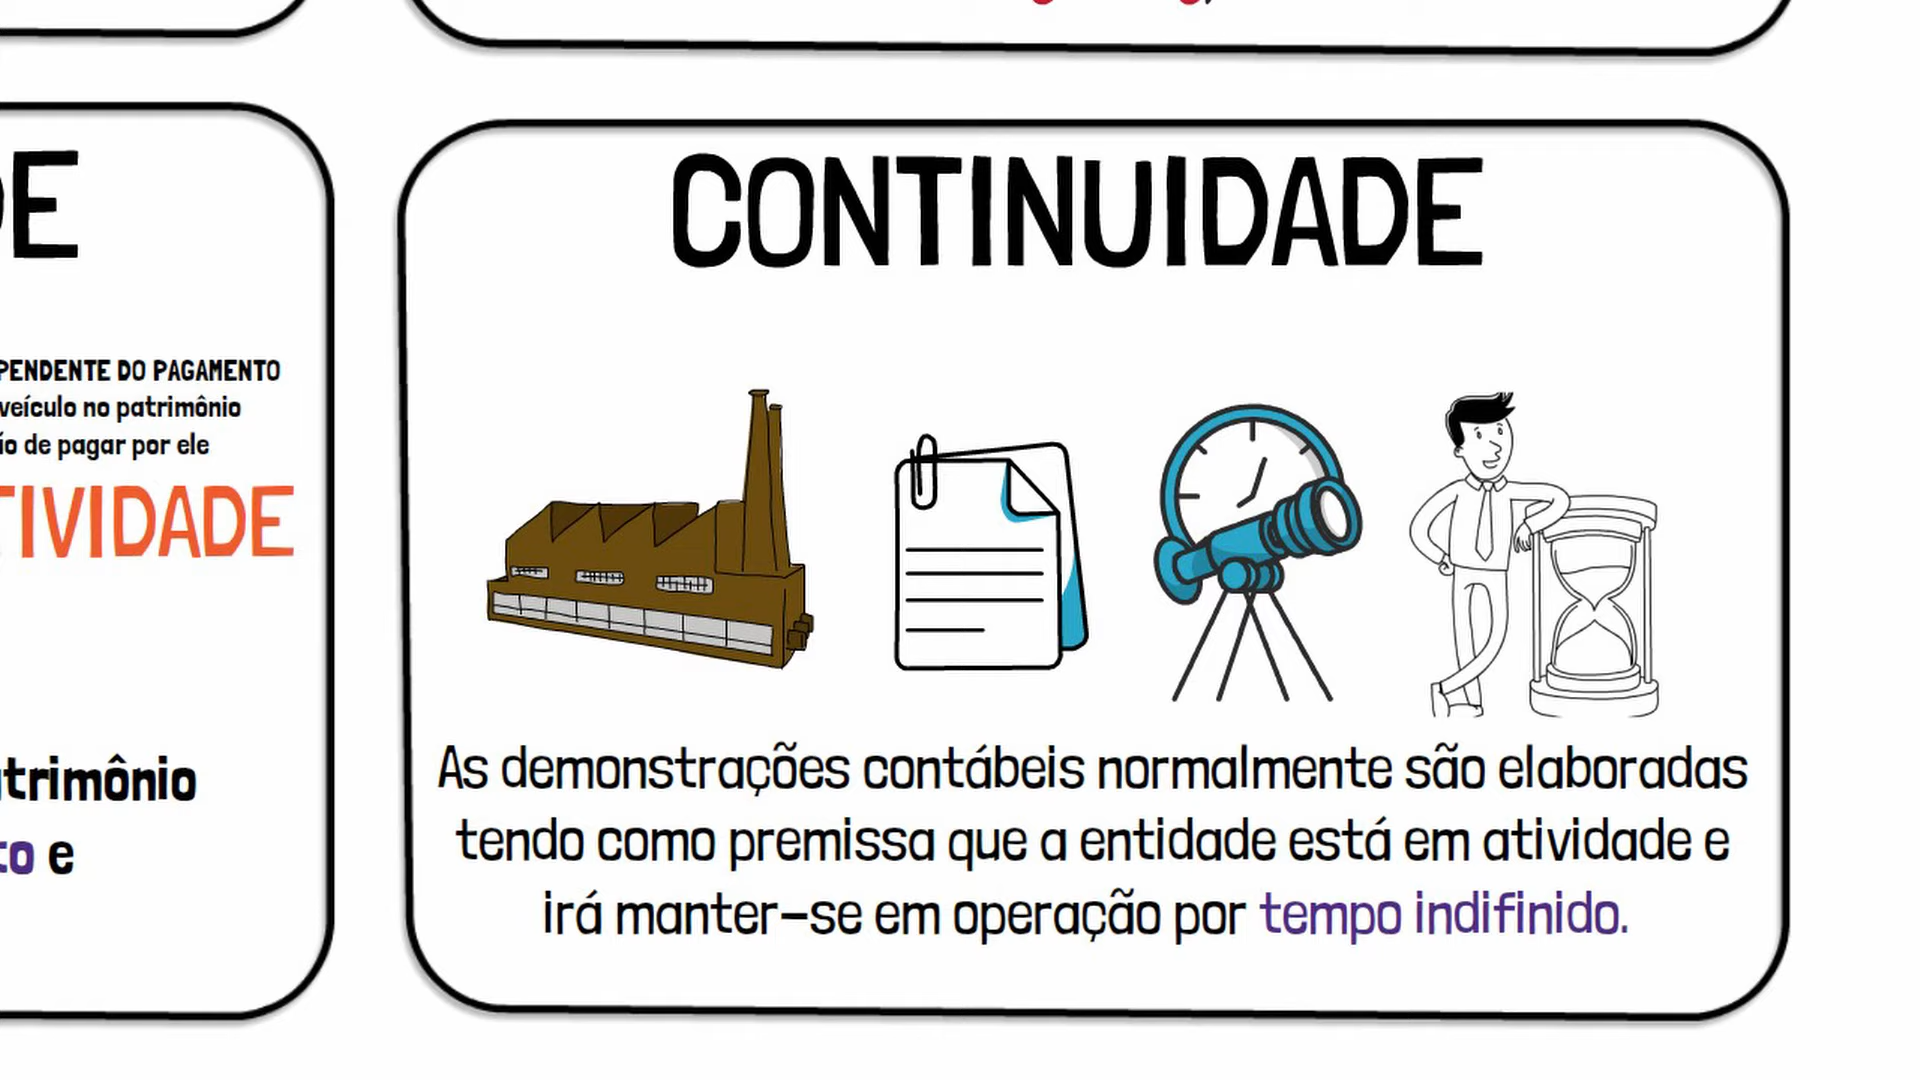 CONTINUIDADE
PENDENTE DO PAGAMENTO
veículo no patrimônio
de pagar por ele
TIVIDADE
trimônio
e
As demonstrações contábeis normalmente são elaboradas
tendo como premissa que a entidade está em atividade e
irá manter-se em operação por tempo indifinido.